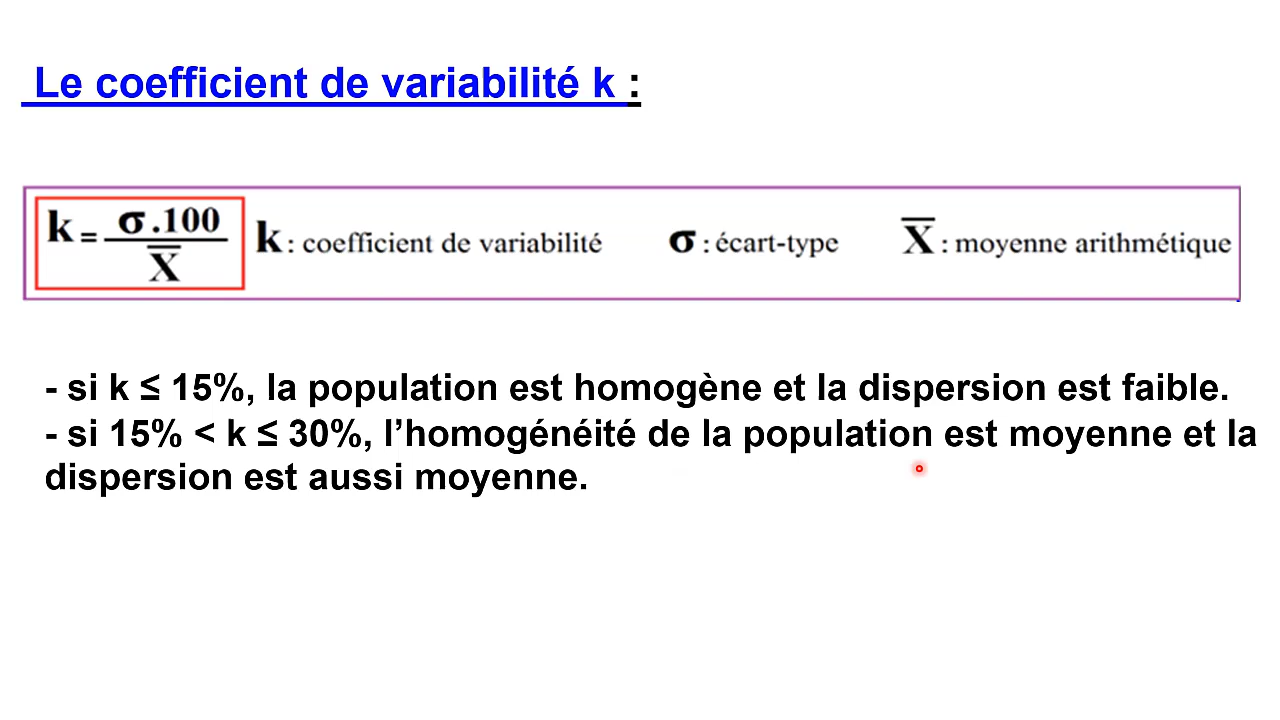 Le coefficient de variabilité k :
k = σ.100 / X̅ k : coefficient de variabilité σ : écart-type X̅ : moyenne arithmétique
- si k ≤ 15%, la population est homogène et la dispersion est faible.
- si 15% < k ≤ 30%, l’homogénéité de la population est moyenne et la
dispersion est aussi moyenne.